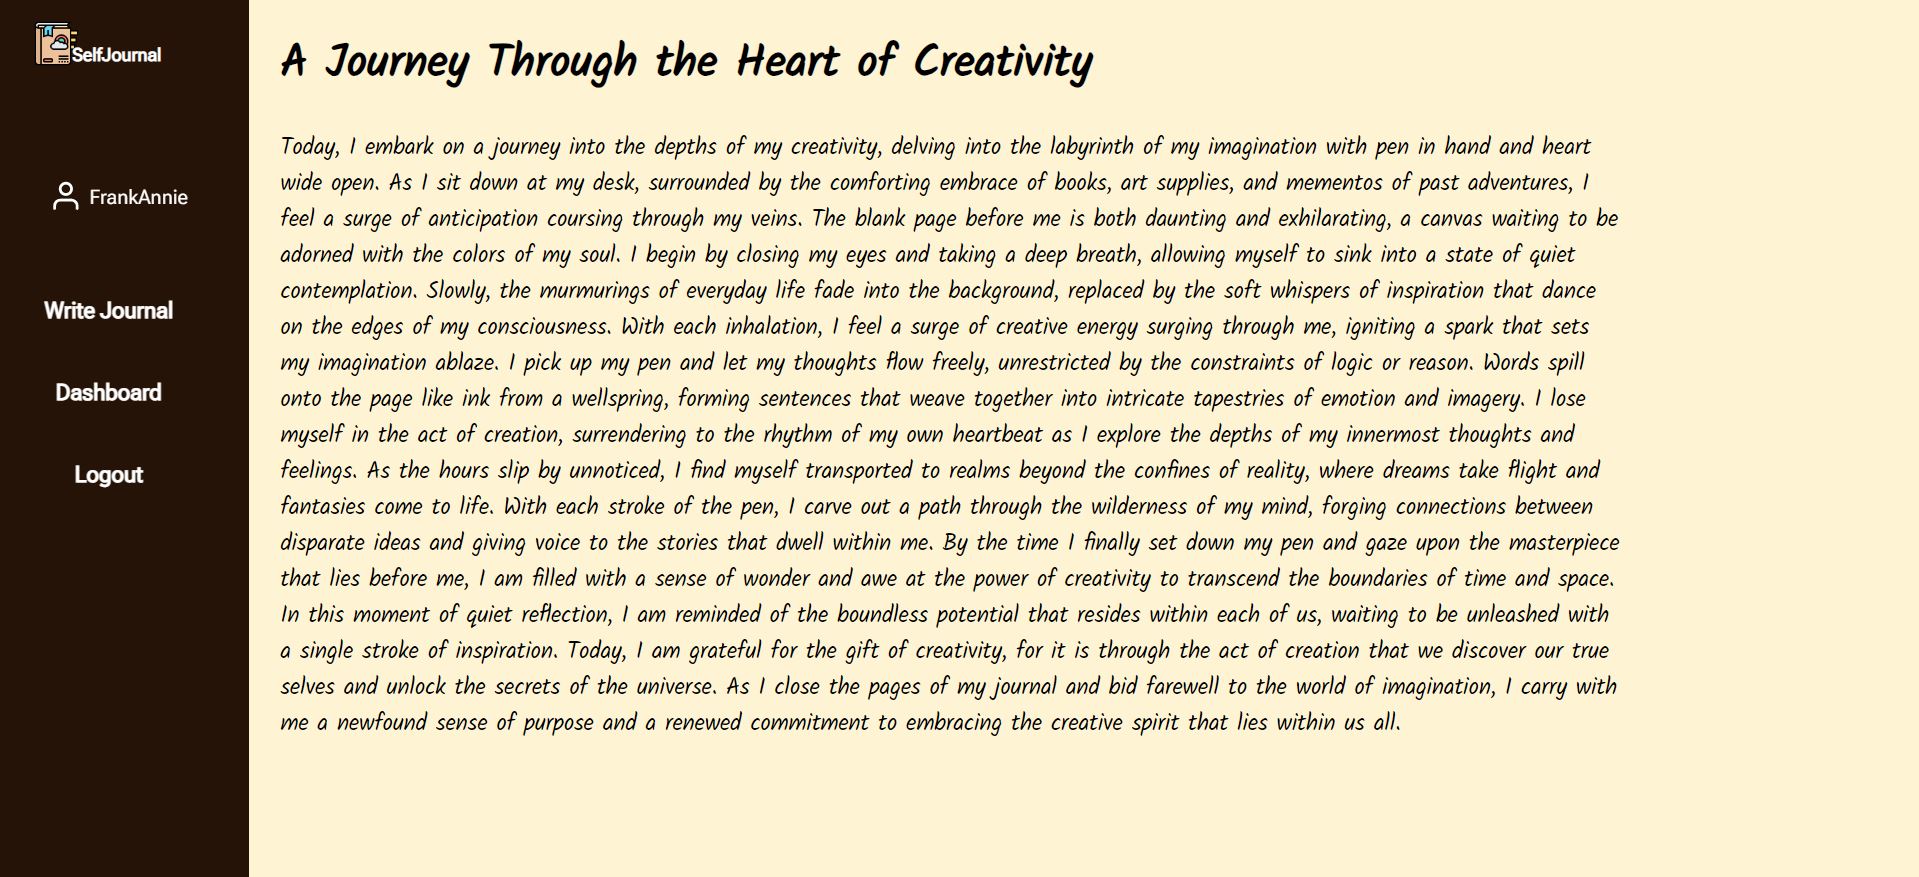 SelfJournal
FrankAnnie
Write Journal
Dashboard
Logout
A Journey Through the Heart of Creativity
Today, I embark on a journey into the depths of my creativity, delving into the labyrinth of my imagination with pen in hand and heart
wide open. As I sit down at my desk, surrounded by the comforting embrace of books, art supplies, and mementos of past adventures, I
feel a surge of anticipation coursing through my veins. The blank page before me is both daunting and exhilarating, a canvas waiting to be
adorned with the colors of my soul. I begin by closing my eyes and taking a deep breath, allowing myself to sink into a state of quiet
contemplation. Slowly, the murmurings of everyday life fade into the background, replaced by the soft whispers of inspiration that dance
on the edges of my consciousness. With each inhalation, I feel a surge of creative energy surging through me, igniting a spark that sets
my imagination ablaze. I pick up my pen and let my thoughts flow freely, unrestricted by the constraints of logic or reason. Words spill
onto the page like ink from a wellspring, forming sentences that weave together into intricate tapestries of emotion and imagery. I lose
myself in the act of creation, surrendering to the rhythm of my own heartbeat as I explore the depths of my innermost thoughts and
feelings. As the hours slip by unnoticed, I find myself transported to realms beyond the confines of reality, where dreams take flight and
fantasies come to life. With each stroke of the pen, I carve out a path through the wilderness of my mind, forging connections between
disparate ideas and giving voice to the stories that dwell within me. By the time I finally set down my pen and gaze upon the masterpiece
that lies before me, I am filled with a sense of wonder and awe at the power of creativity to transcend the boundaries of time and space.
In this moment of quiet reflection, I am reminded of the boundless potential that resides within each of us, waiting to be unleashed with
a single stroke of inspiration. Today, I am grateful for the gift of creativity, for it is through the act of creation that we discover our true
selves and unlock the secrets of the universe. As I close the pages of my journal and bid farewell to the world of imagination, I carry with
me a newfound sense of purpose and a renewed commitment to embracing the creative spirit that lies within us all.